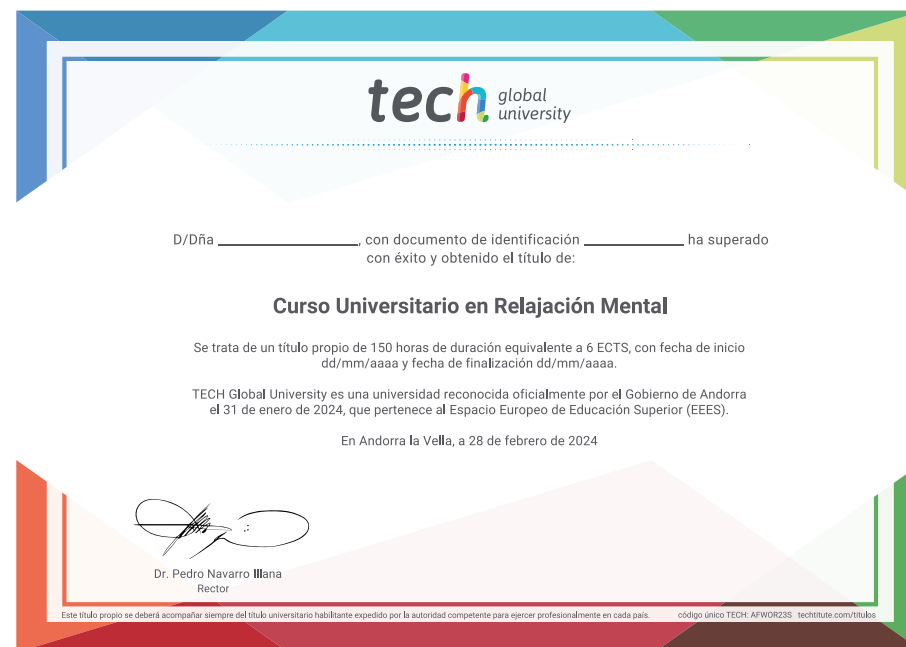 tech global university
D/Dña ____________________, con documento de identificación ______________ ha superado
con éxito y obtenido el título de:
Curso Universitario en Relajación Mental
Se trata de un título propio de 150 horas de duración equivalente a 6 ECTS, con fecha de inicio
dd/mm/aaaa y fecha de finalización dd/mm/aaaa.
TECH Global University es una universidad reconocida oficialmente por el Gobierno de Andorra
el 31 de enero de 2024, que pertenece al Espacio Europeo de Educación Superior (EEES).
En Andorra la Vella, a 28 de febrero de 2024
Dr. Pedro Navarro Illana
Rector
Este título propio se deberá acompañar siempre del título universitario habilitante expedido por la autoridad competente para ejercer profesionalmente en cada país. código único TECH: AFWOR23S techtitute.com/titulos